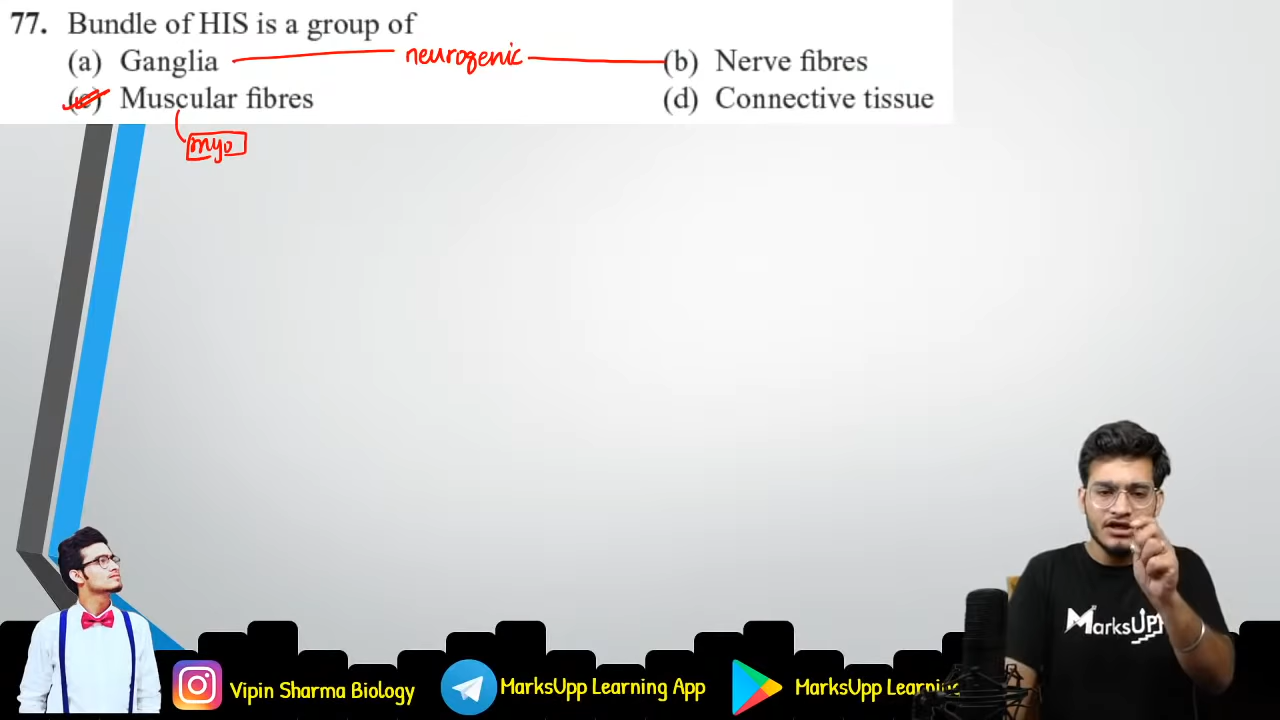 77. Bundle of HIS is a group of
(a) Ganglia neurogenic (b) Nerve fibres
(c) Muscular fibres (d) Connective tissue
myo
MarksUPP
Vipin Sharma Biology MarksUpp Learning App MarksUpp Learning